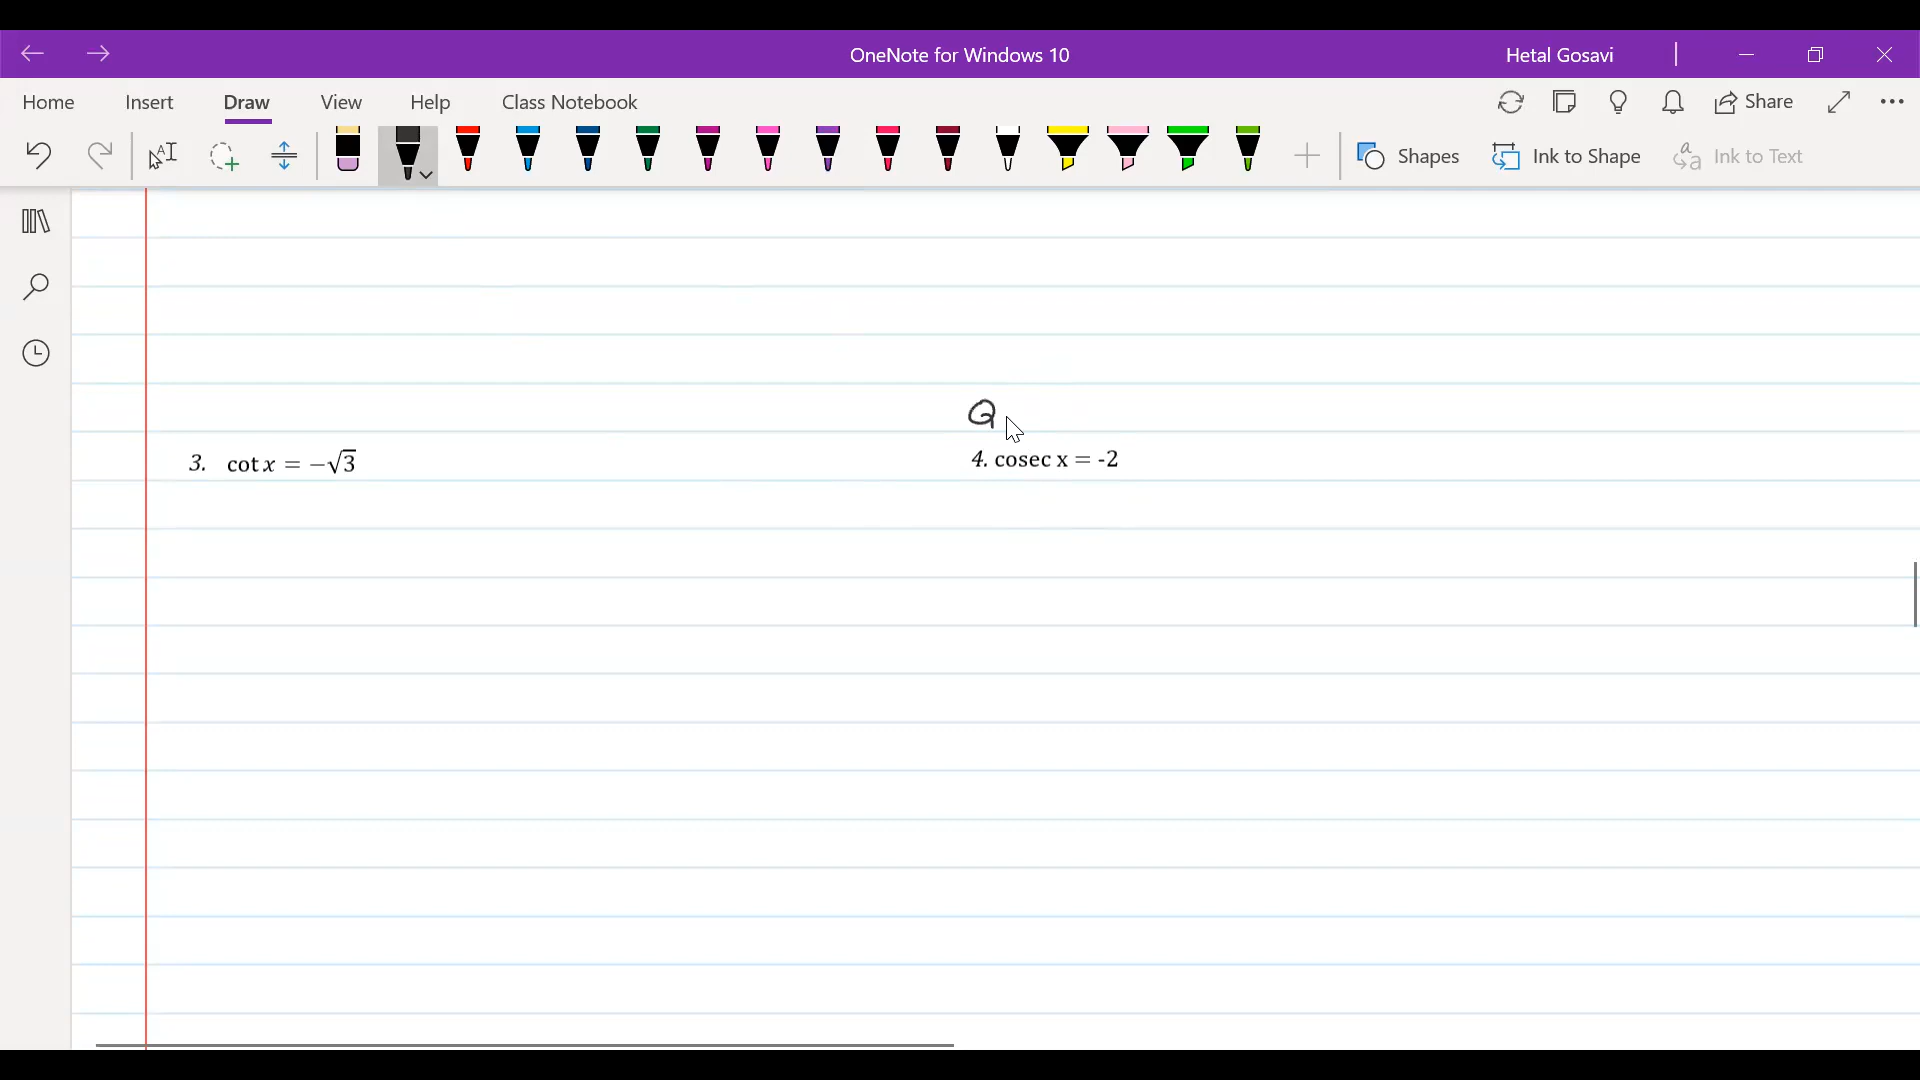 OneNote for Windows 10
Hetal Gosavi
Home Insert Draw View Help Class Notebook
Share
Shapes
Ink to Shape
Ink to Text
Q
3. cot x = −√3
4. cosec x = -2